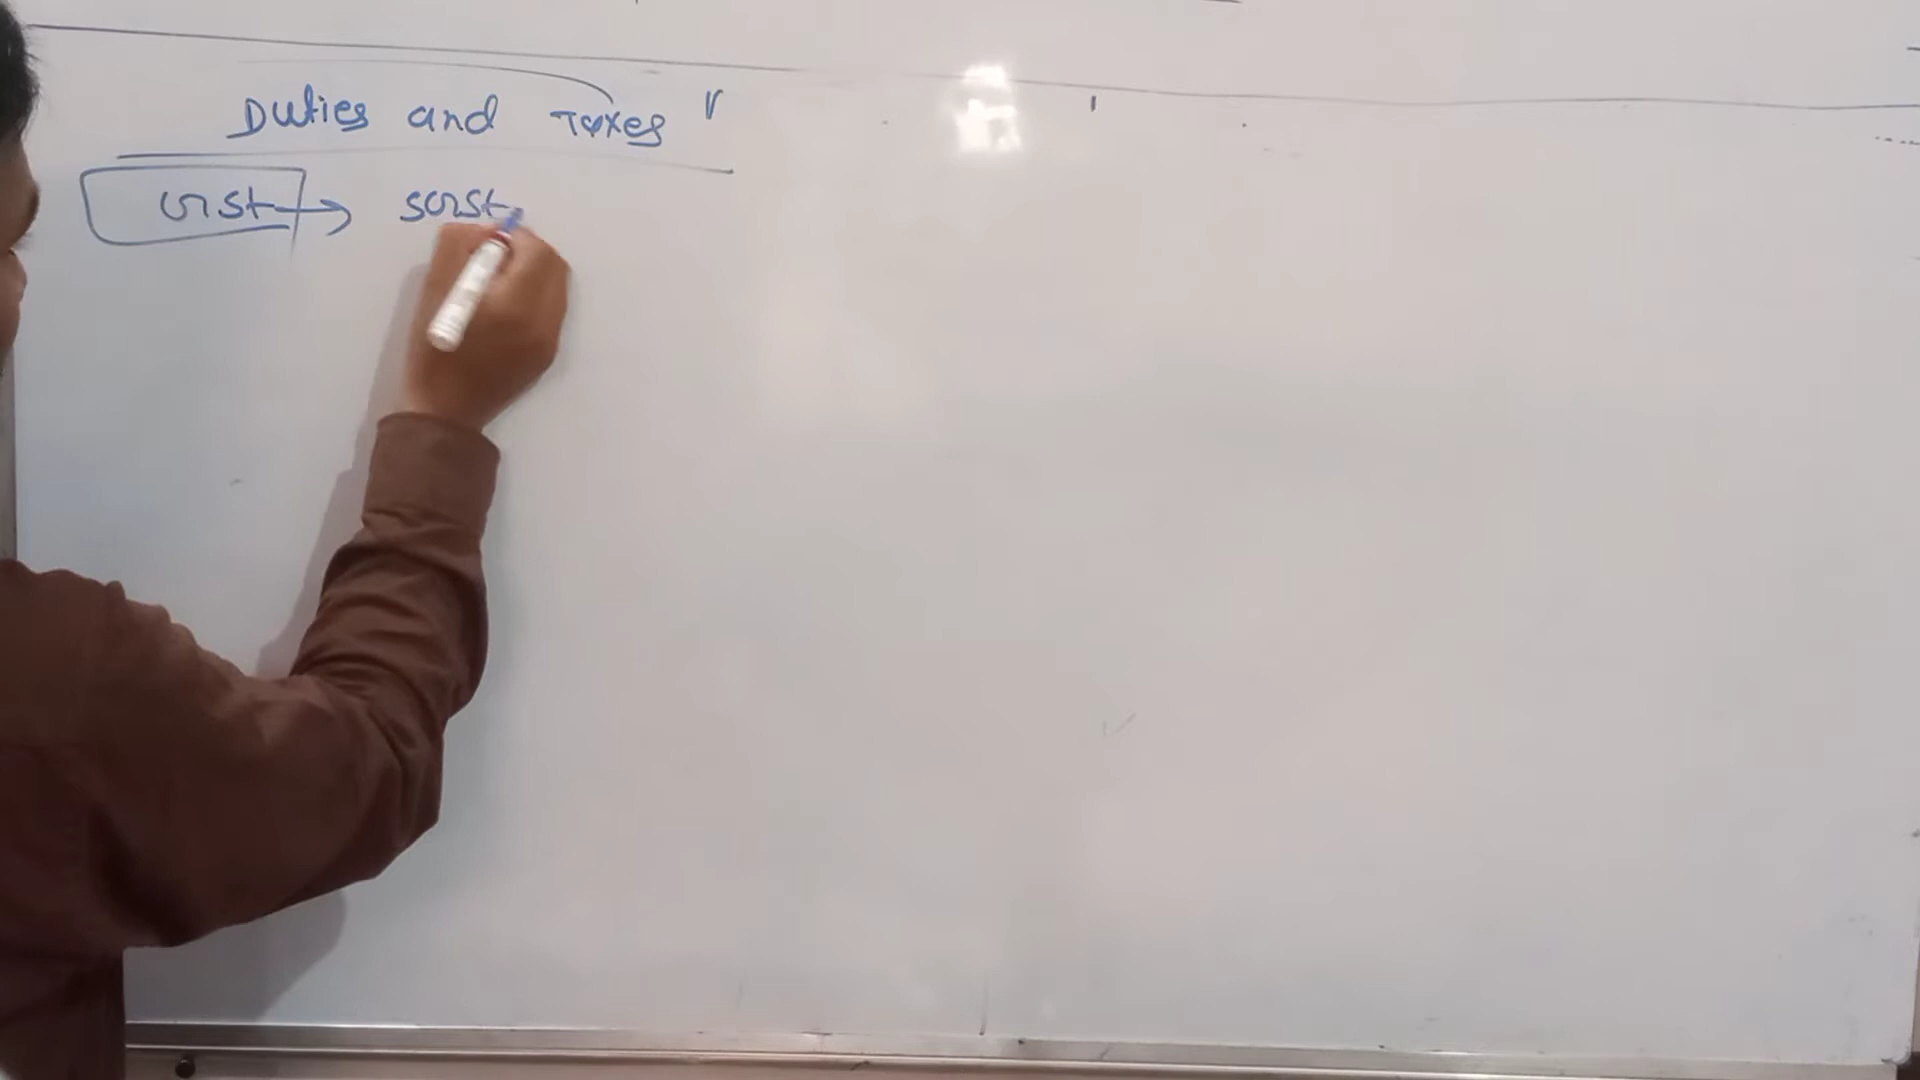 Duties and Taxes
GST → SGST